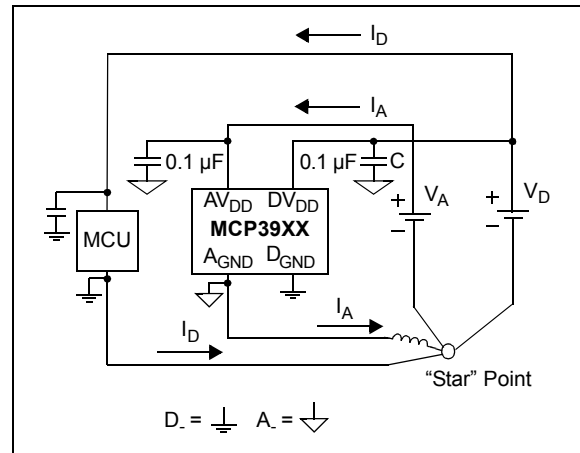 I_D
I_A
0.1 µF
0.1 µF
C
AV_DD DV_DD
V_A
V_D
+
+
MCP39XX
MCU
A_GND D_GND
–
–
I_D
I_A
"Star" Point
D_- = A_- =